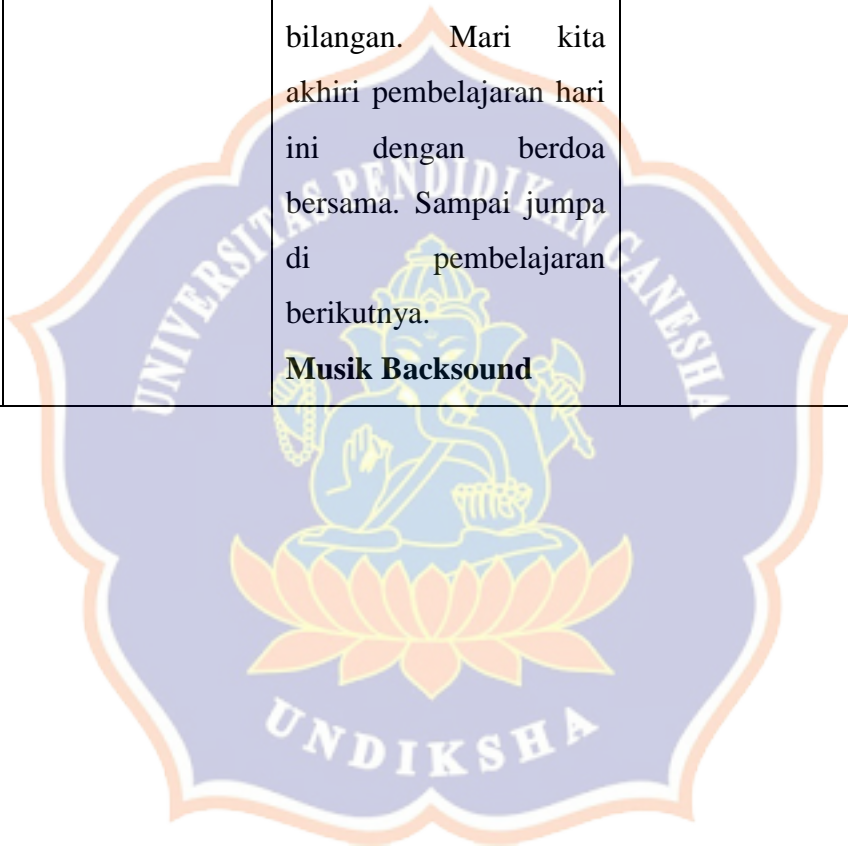 bilangan. Mari kita
akhiri pembelajaran hari
ini dengan berdoa
bersama. Sampai jumpa
di pembelajaran
berikutnya.
Musik Backsound
UNIVERSITAS PENDIDIKAN GANESHA
UNDIKSHA